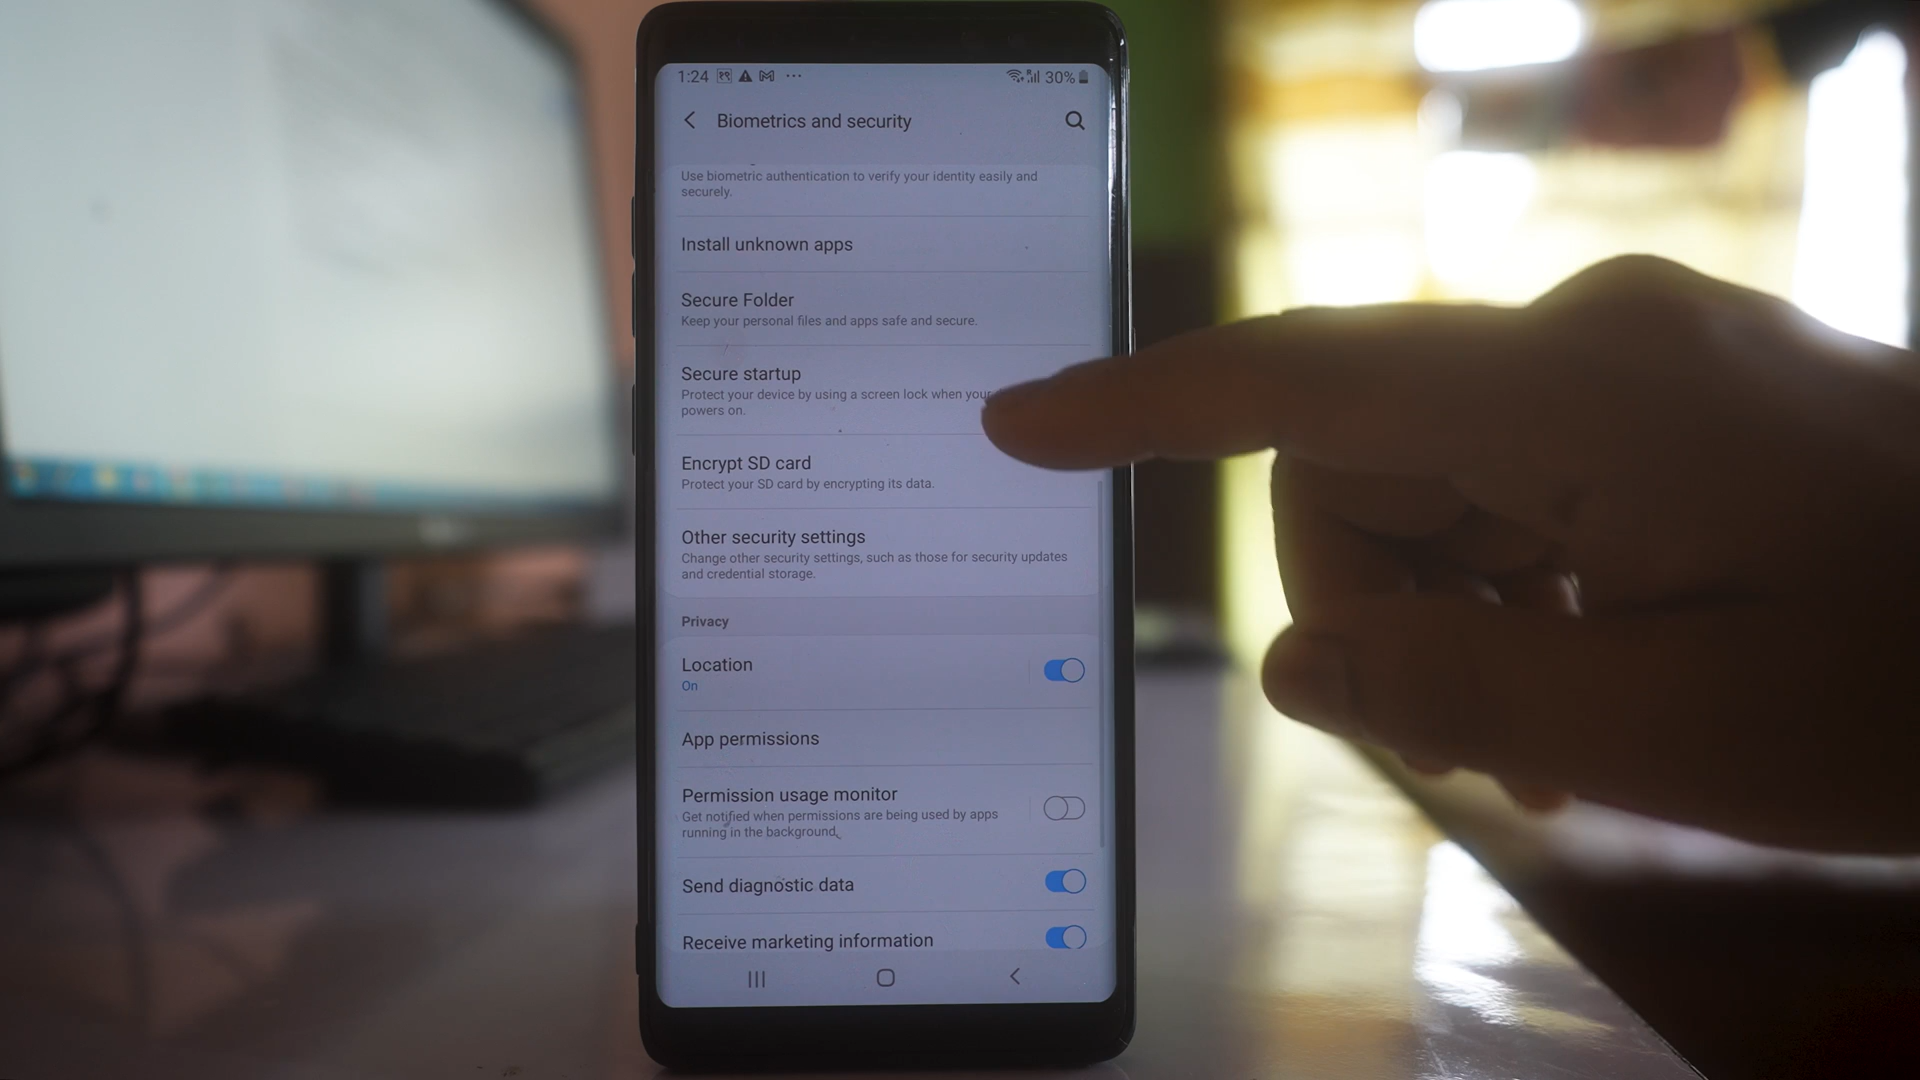 1:24 30%
Biometrics and security
Use biometric authentication to verify your identity easily and
securely.
Install unknown apps
Secure Folder
Keep your personal files and apps safe and secure.
Secure startup
Protect your device by using a screen lock when your
powers on.
Encrypt SD card
Protect your SD card by encrypting its data.
Other security settings
Change other security settings, such as those for security updates
and credential storage.
Privacy
Location
On
App permissions
Permission usage monitor
Get notified when permissions are being used by apps
running in the background.
Send diagnostic data
Receive marketing information